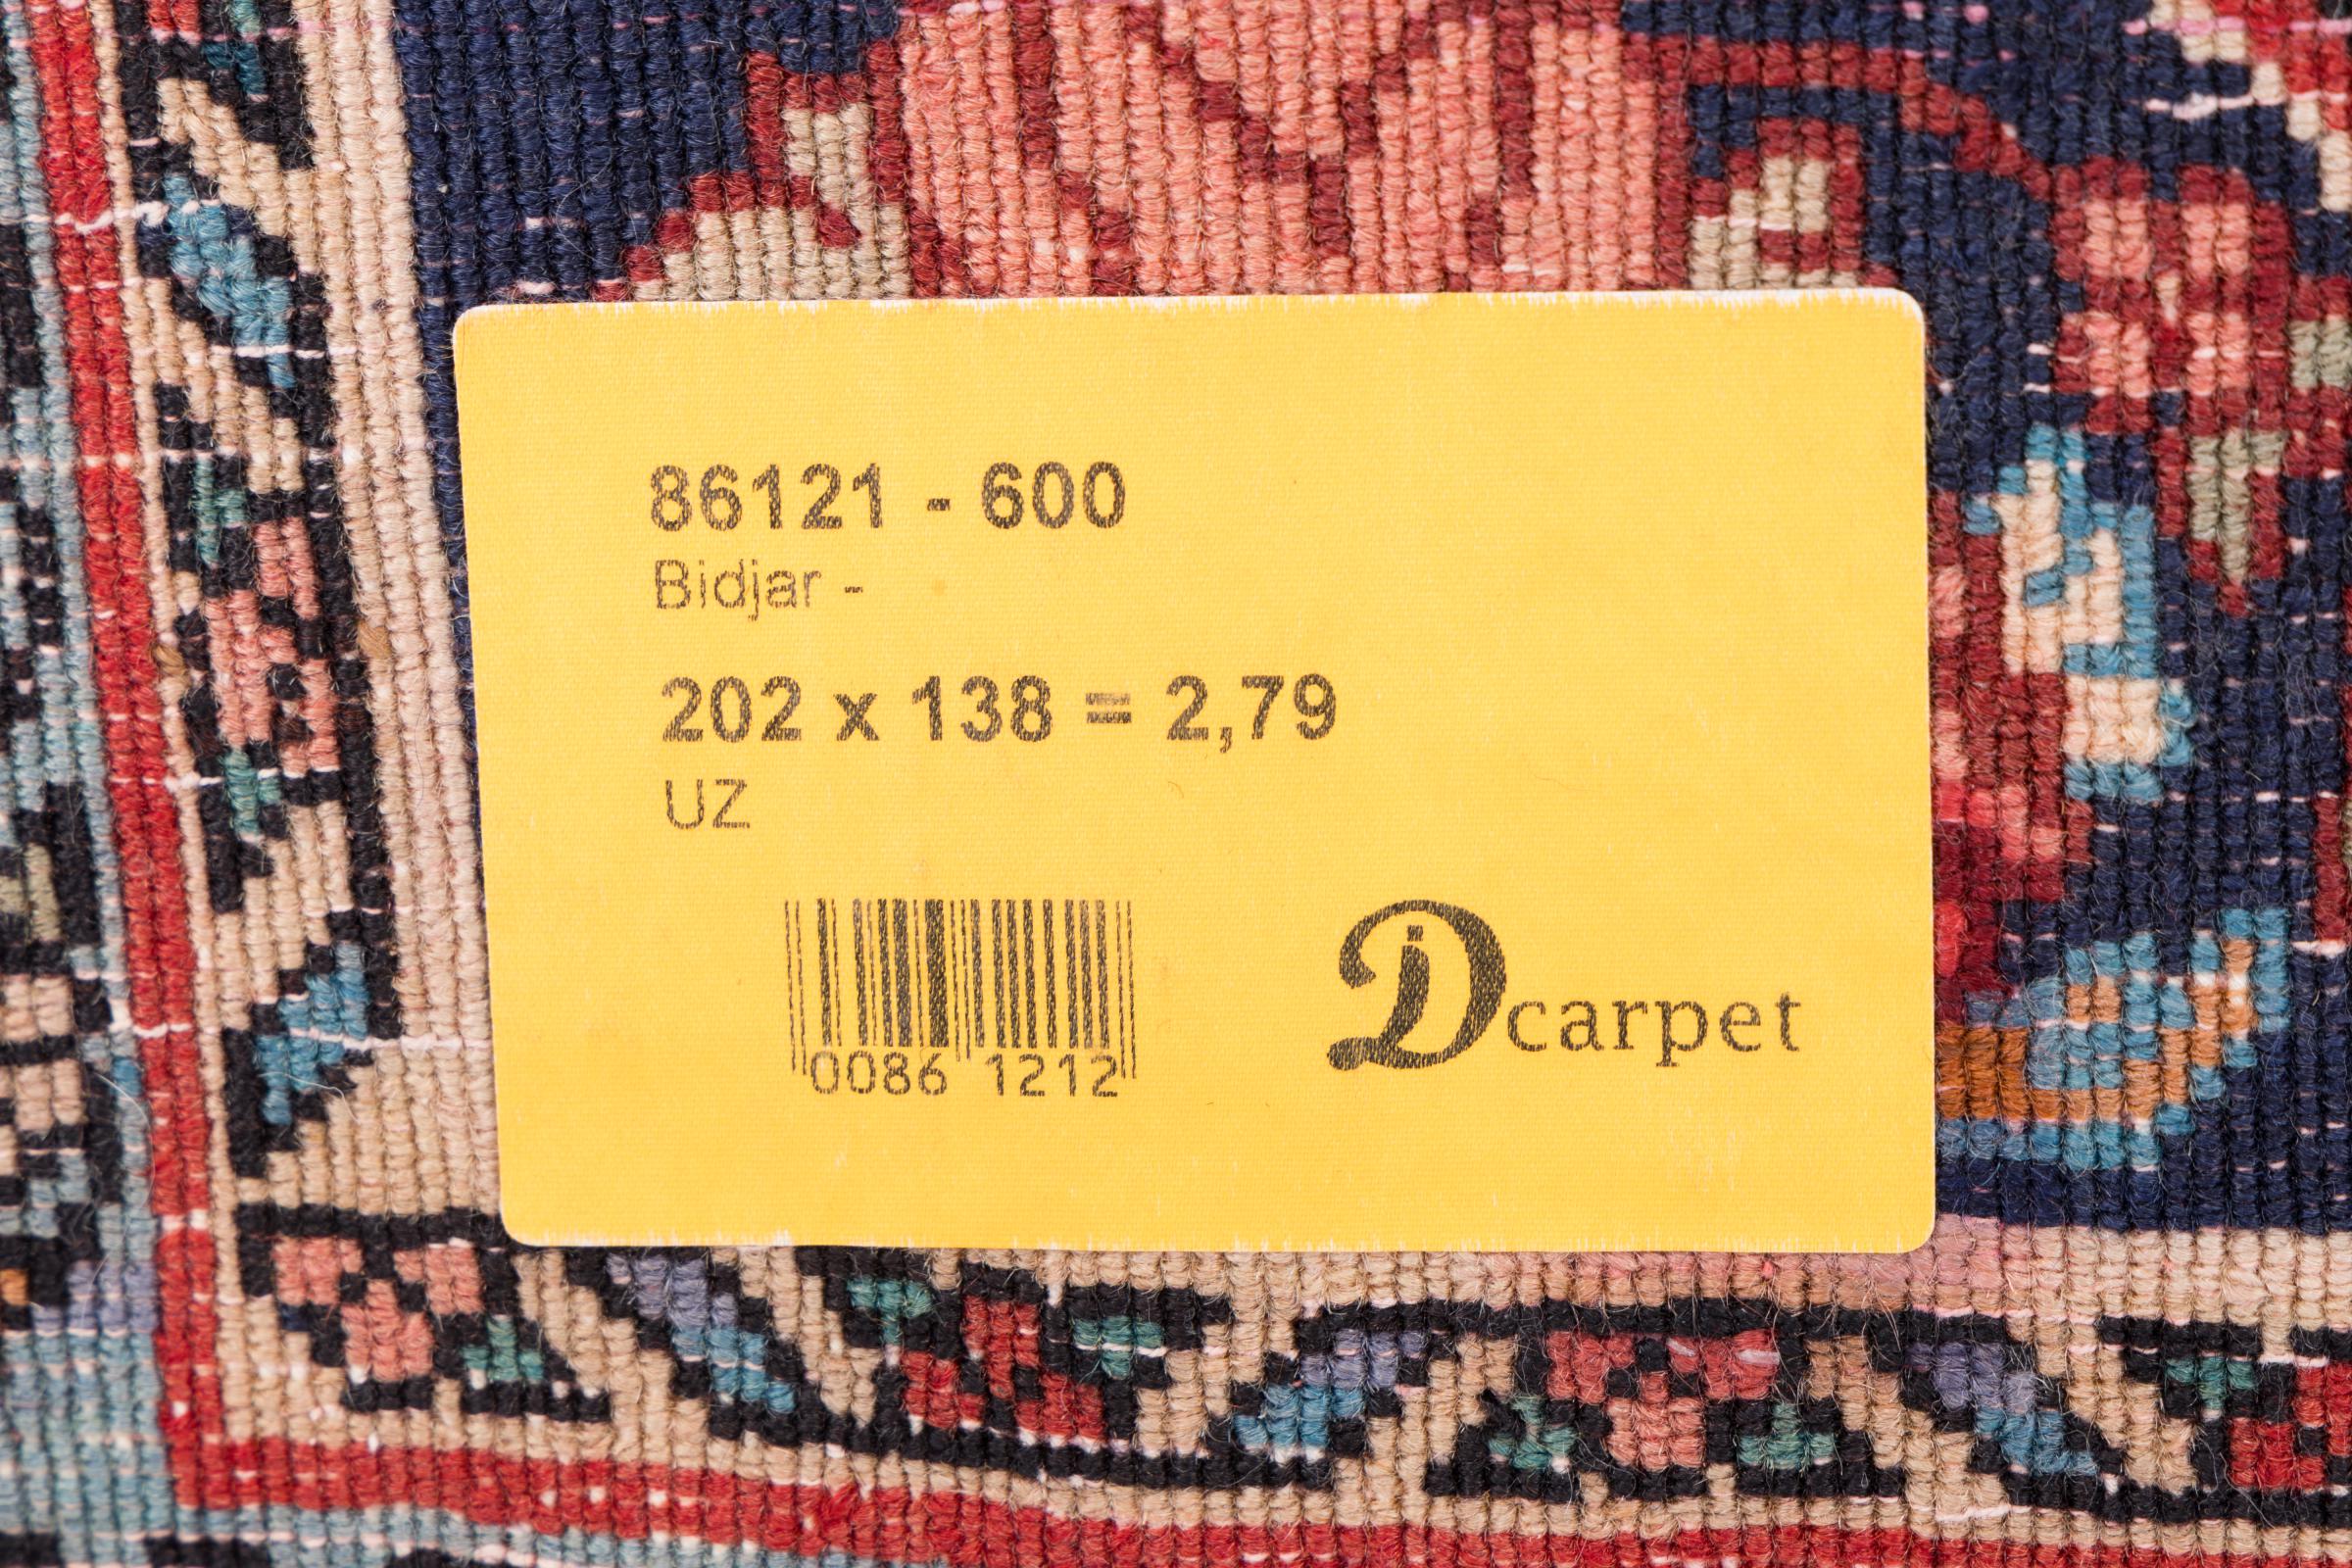 86121 - 600
Bidjar -
202 x 138 = 2,79
UZ
0086 1212
Dcarpet